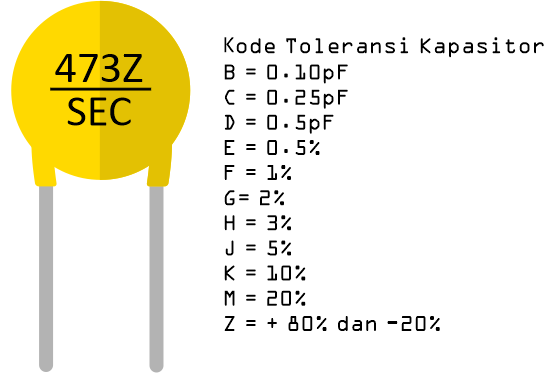 473Z
SEC
Kode Toleransi Kapasitor
B = 0.10pF
C = 0.25pF
D = 0.5pF
E = 0.5%
F = 1%
G= 2%
H = 3%
J = 5%
K = 10%
M = 20%
Z = + 80% dan -20%